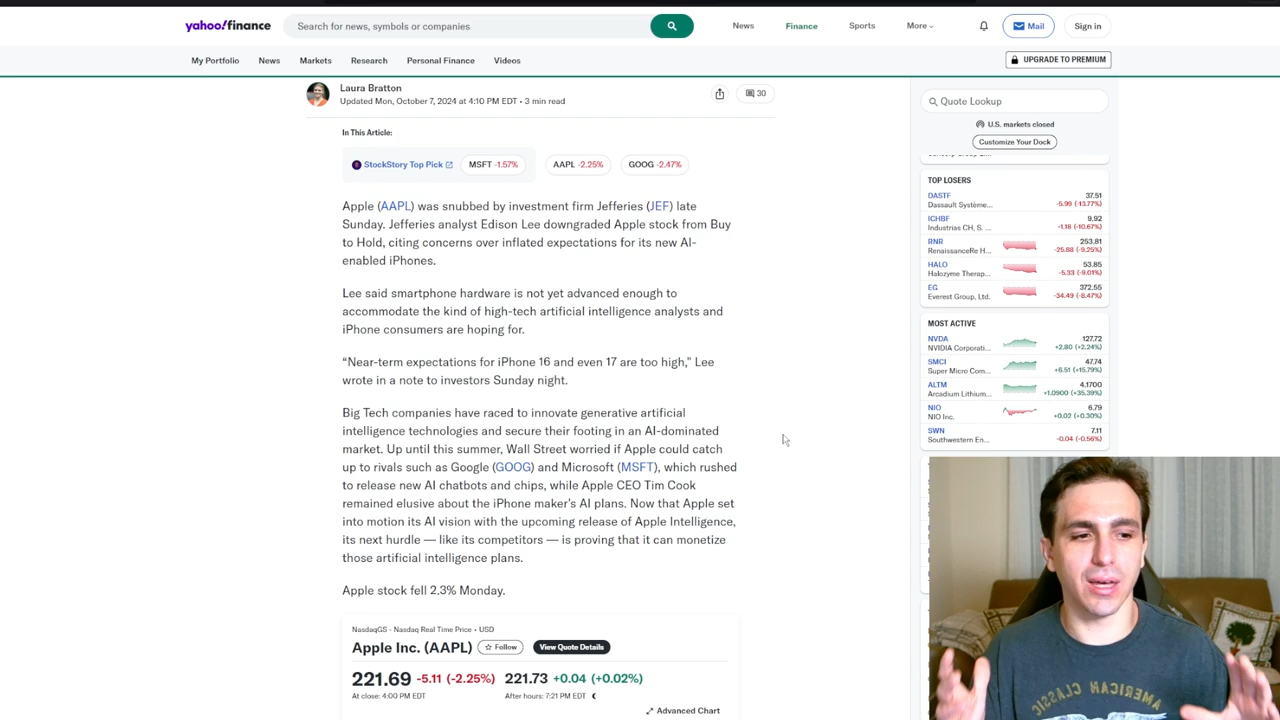 yahoo!finance
Search for news, symbols or companies
News
Finance
Sports
More
Mail
Sign in
My Portfolio
News
Markets
Research
Personal Finance
Videos
UPGRADE TO PREMIUM
Laura Bratton
Updated Mon, October 7, 2024 at 4:10 PM EDT • 3 min read
30
In This Article:
StockStory Top Pick
MSFT -1.57%
AAPL -2.25%
GOOG -2.47%
Apple (AAPL) was snubbed by investment firm Jefferies (JEF) late
Sunday. Jefferies analyst Edison Lee downgraded Apple stock from Buy
to Hold, citing concerns over inflated expectations for its new AI-
enabled iPhones.
Lee said smartphone hardware is not yet advanced enough to
accommodate the kind of high-tech artificial intelligence analysts and
iPhone consumers are hoping for.
“Near-term expectations for iPhone 16 and even 17 are too high,” Lee
wrote in a note to investors Sunday night.
Big Tech companies have raced to innovate generative artificial
intelligence technologies and secure their footing in an AI-dominated
market. Up until this summer, Wall Street worried if Apple could catch
up to rivals such as Google (GOOG) and Microsoft (MSFT), which rushed
to release new AI chatbots and chips, while Apple CEO Tim Cook
remained elusive about the iPhone maker's AI plans. Now that Apple set
into motion its AI vision with the upcoming release of Apple Intelligence,
its next hurdle — like its competitors — is proving that it can monetize
those artificial intelligence plans.
Apple stock fell 2.3% Monday.
NasdaqGS - Nasdaq Real Time Price • USD
Apple Inc. (AAPL)
Follow
View Quote Details
221.69 -5.11 (-2.25%)
At close: 4:00 PM EDT
221.73 +0.04 (+0.02%)
After hours: 7:21 PM EDT
Advanced Chart
Quote Lookup
U.S. markets closed
Customize Your Dock
TOP LOSERS
DASTF 37.51
Dassault Système... -5.99 (-13.77%)
ICHBF 9.92
Industrias CH, S. ... -1.18 (-10.67%)
RNR 253.81
RenaissanceRe H... -25.88 (-9.25%)
HALO 53.85
Halozyme Therap... -5.33 (-9.01%)
EG 372.55
Everest Group, Ltd. -34.49 (-8.47%)
MOST ACTIVE
NVDA 127.72
NVIDIA Corporati... +2.80 (+2.24%)
SMCI 47.74
Super Micro Com... +6.51 (+15.79%)
ALTM 4.1700
Arcadium Lithium... +1.0900 (+35.39%)
NIO 6.79
NIO Inc. +0.02 (+0.30%)
SWN 7.11
Southwestern En... -0.04 (-0.56%)
AMERICAN CLASSIC